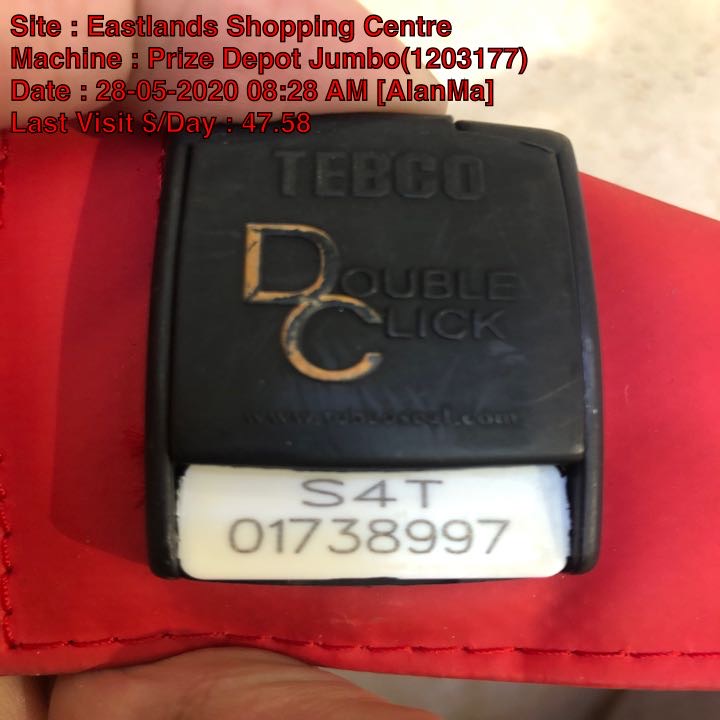 Site : Eastlands Shopping Centre
Machine : Prize Depot Jumbo(1203177)
Date : 28-05-2020 08:28 AM [AlanMa]
Last Visit $/Day : 47.58
TEBCO
DOUBLE
CLICK
S4T
01738997